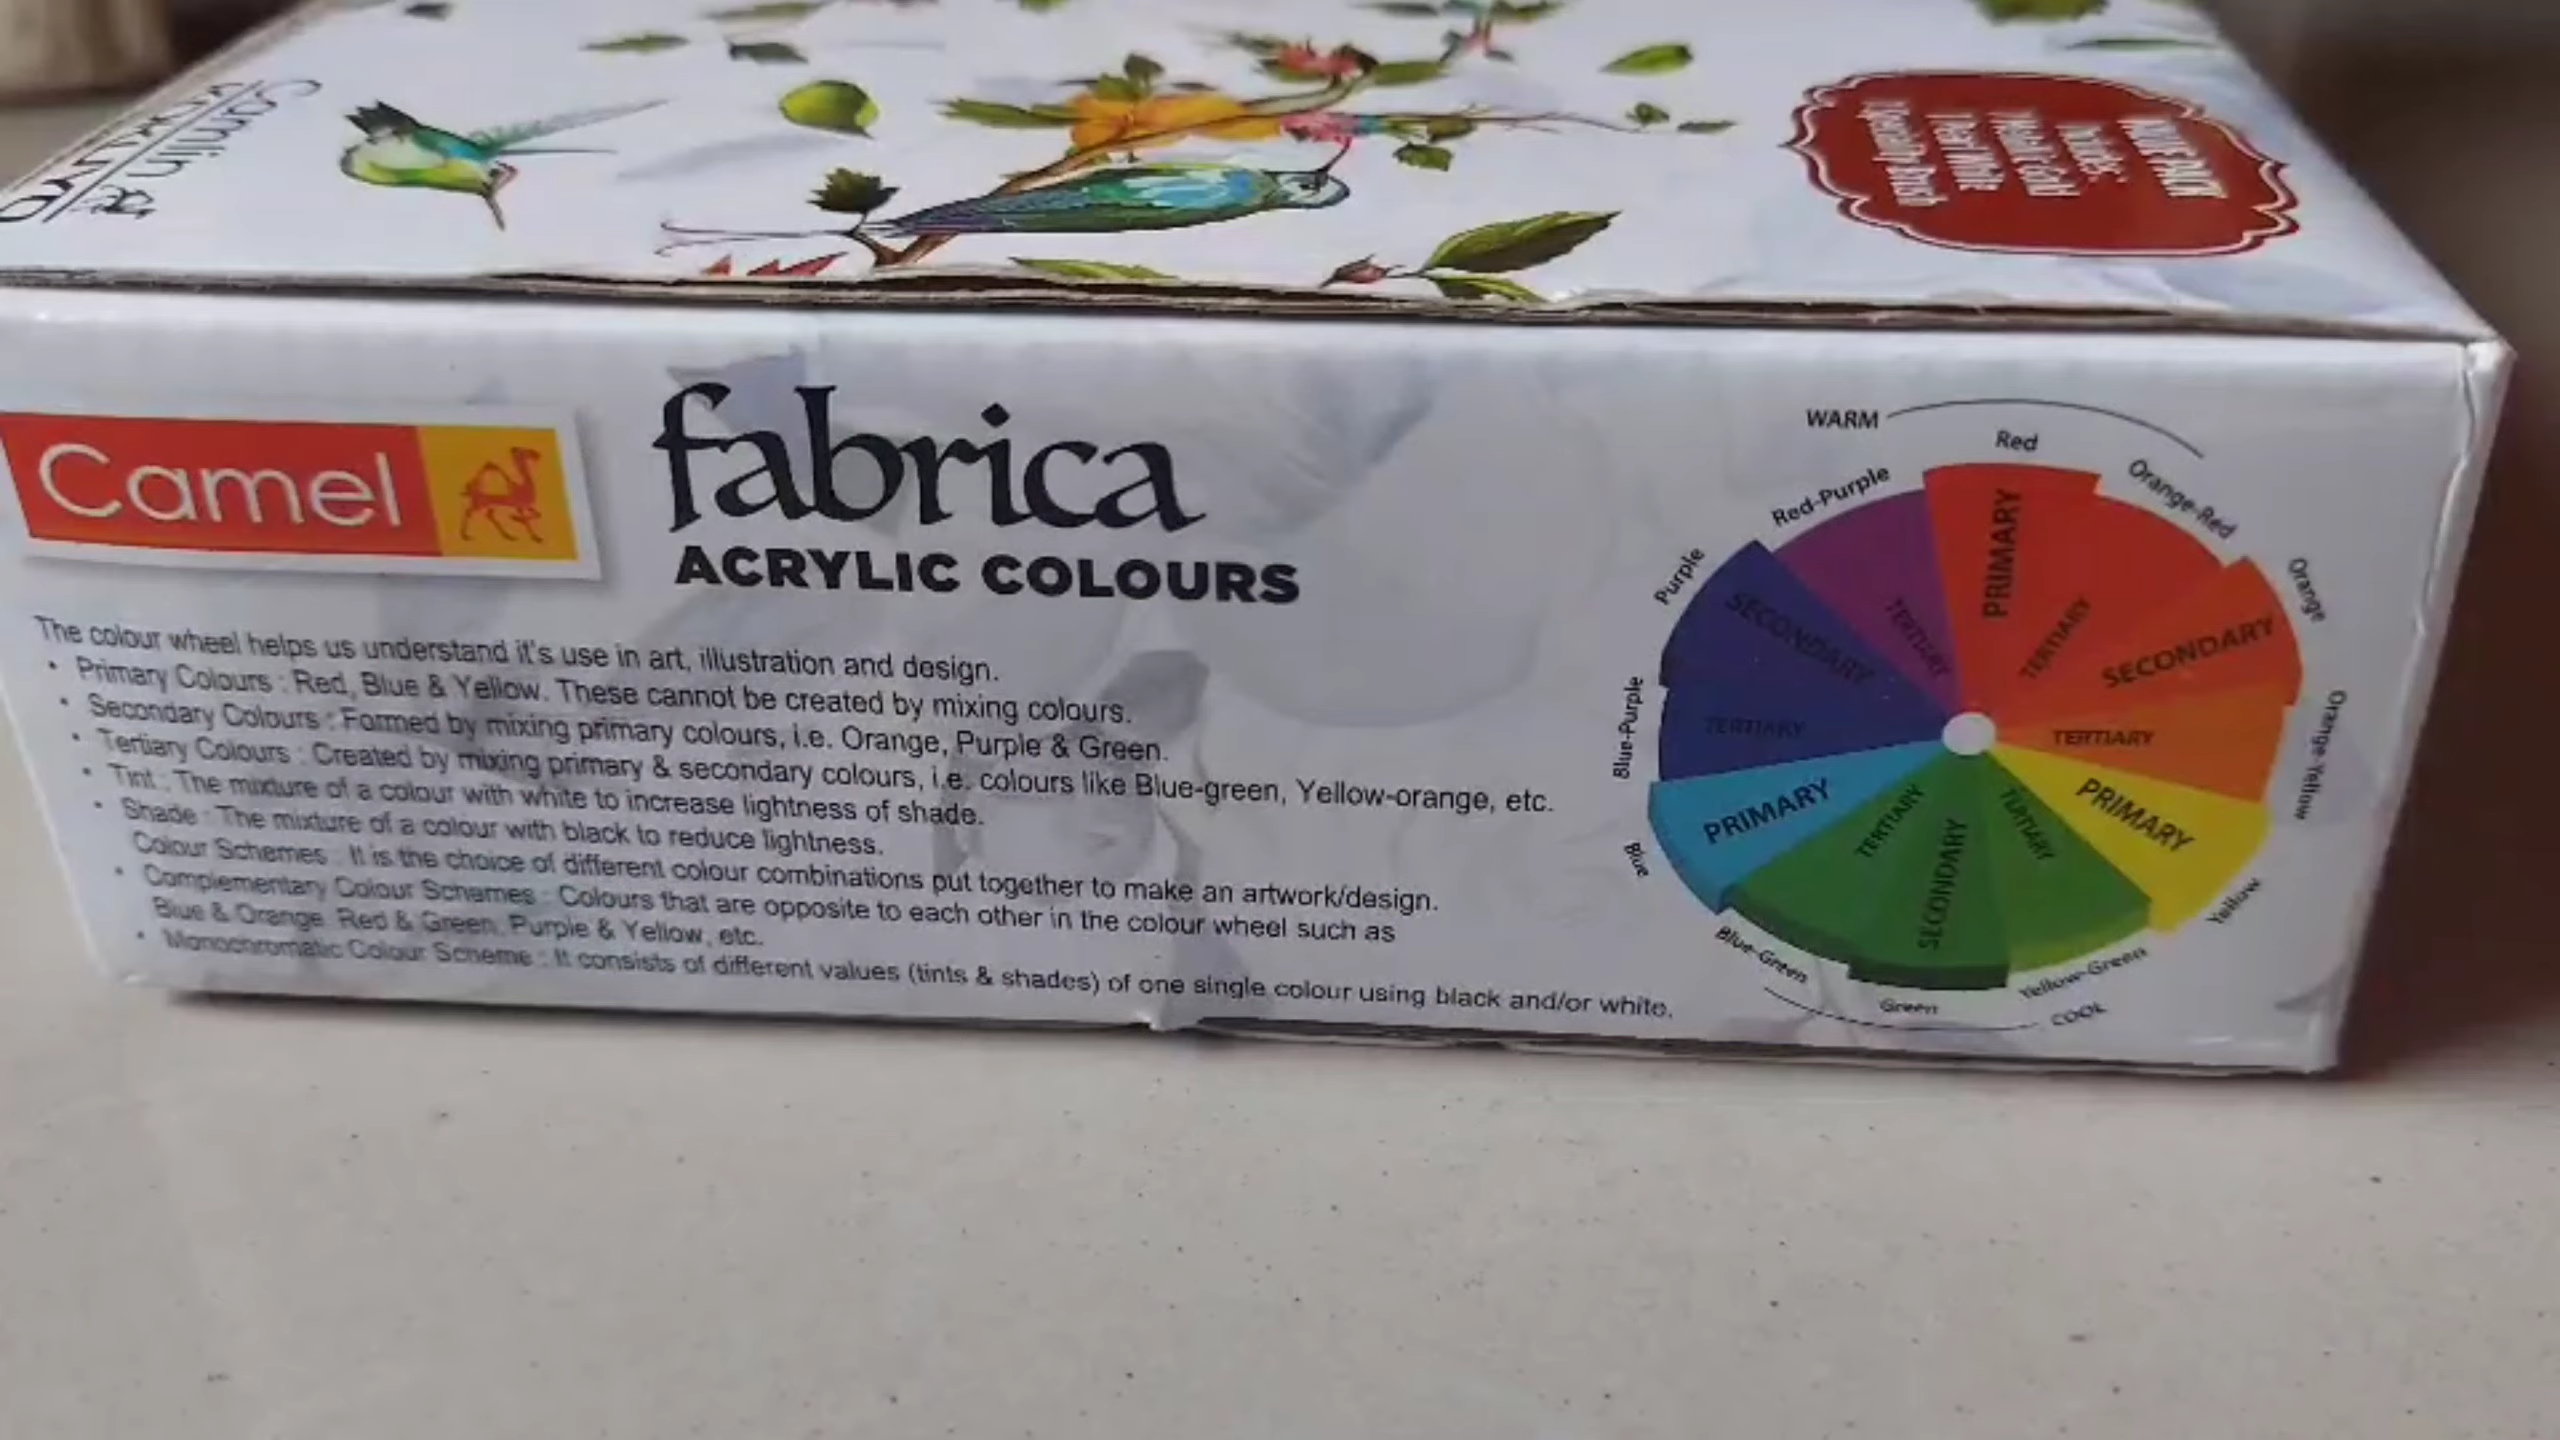 Camlin
Camel
fabrica
ACRYLIC COLOURS
The colour wheel helps us understand it's use in art, illustration and design.
• Primary Colours : Red, Blue & Yellow. These cannot be created by mixing colours.
• Secondary Colours : Formed by mixing primary colours, i.e. Orange, Purple & Green.
• Tertiary Colours : Created by mixing primary & secondary colours, i.e. colours like Blue-green, Yellow-orange, etc.
• Tint : The mixture of a colour with white to increase lightness of shade.
• Shade : The mixture of a colour with black to reduce lightness.
Colour Schemes : It is the choice of different colour combinations put together to make an artwork/design.
• Complementary Colour Schames : Colours that are opposite to each other in the colour wheel such as
Blue & Orange, Red & Green, Purple & Yellow, etc.
• Monochromatic Colour Scheme : It consists of different values (tints & shades) of one single colour using black and/or white.
WARM
Red
Orange-Red
Orange
Orange-Yellow
Yellow
Yellow-Green
Green
Blue-Green
Blue
Blue-Purple
Purple
Red-Purple
COOL
PRIMARY
TERTIARY
SECONDARY
TERTIARY
PRIMARY
TERTIARY
SECONDARY
TERTIARY
PRIMARY
TERTIARY
SECONDARY
TERTIARY